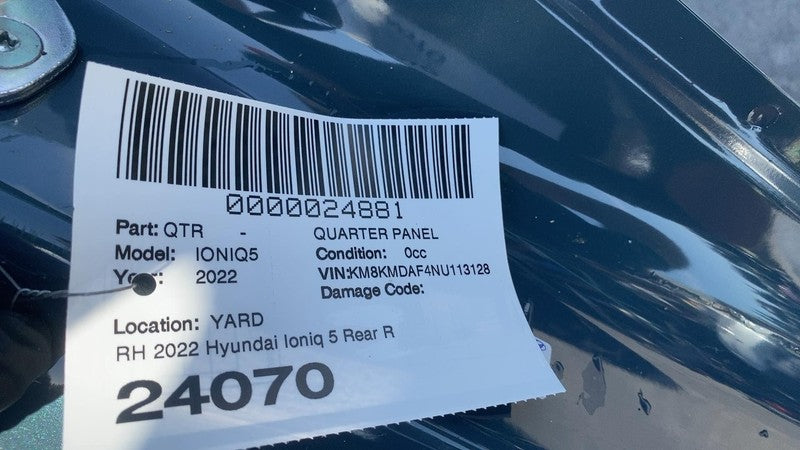 0000024881
Part: QTR - QUARTER PANEL
Model: IONIQ5 Condition: 0cc
Year: 2022 VIN:KM8KMDAF4NU113128
Damage Code:
Location: YARD
RH 2022 Hyundai Ioniq 5 Rear R
24070